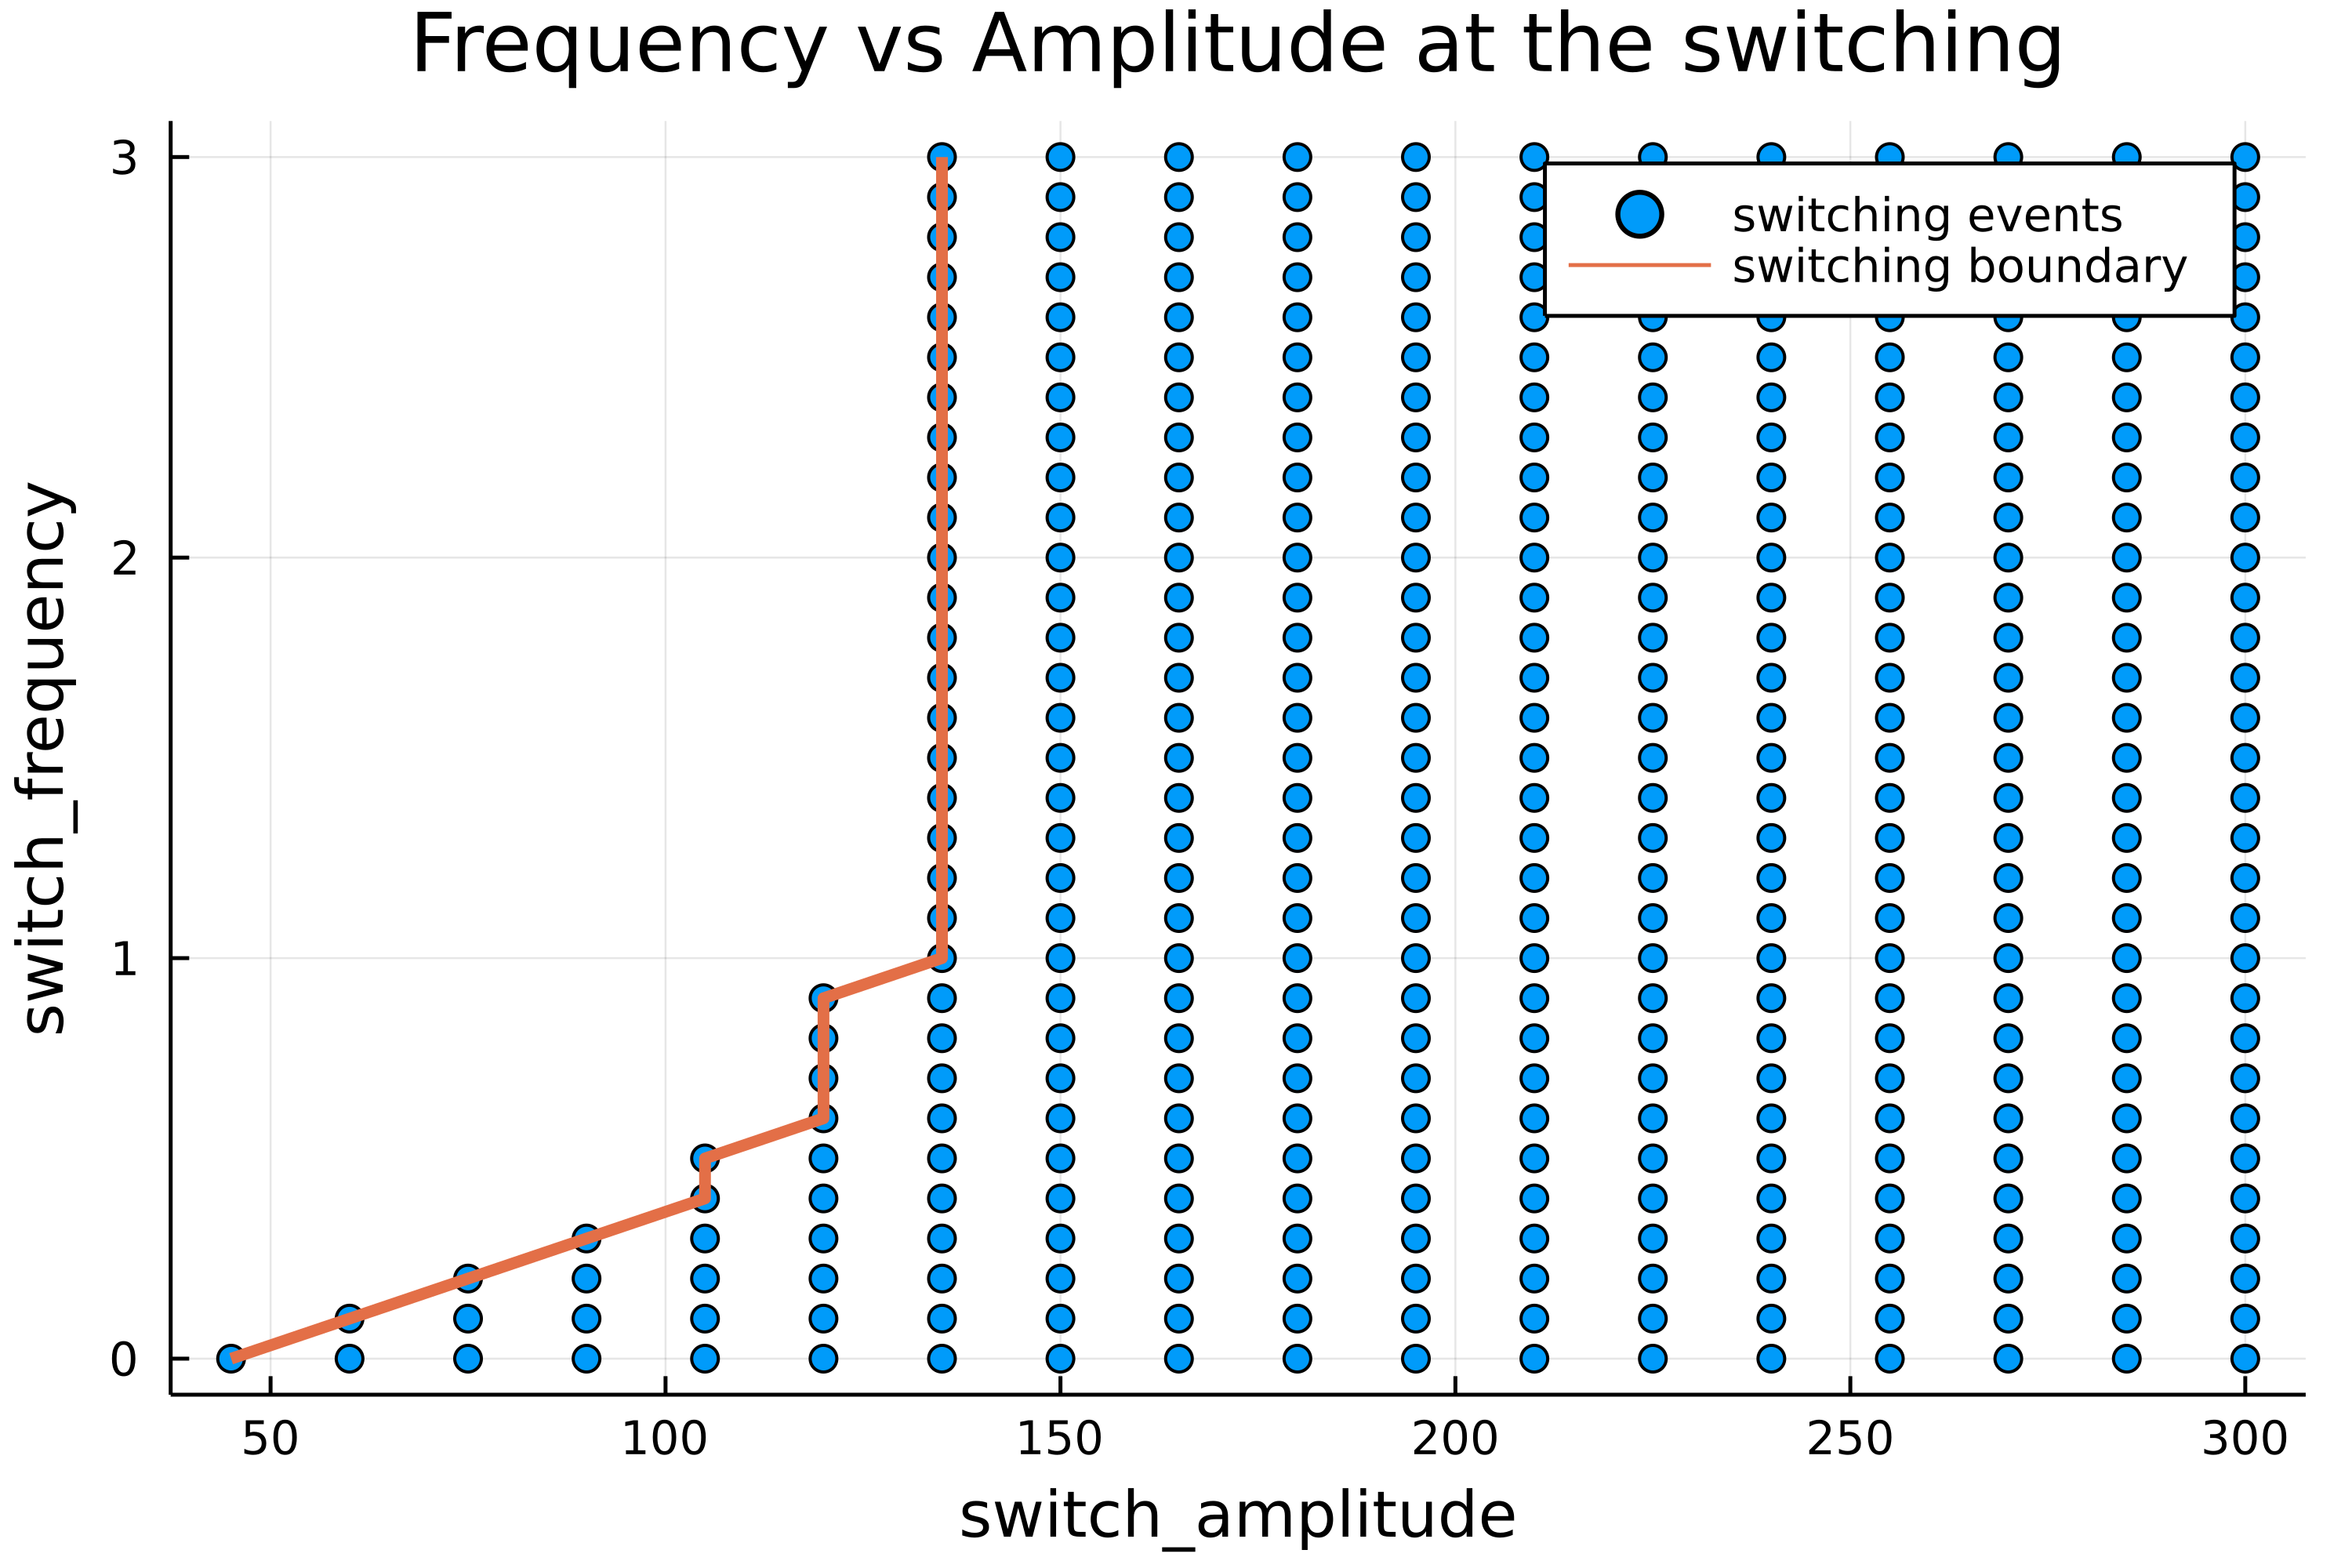 Frequency vs Amplitude at the switching
switching events
switching boundary
switch_frequency
3
2
1
0
50 100 150 200 250 300
switch_amplitude